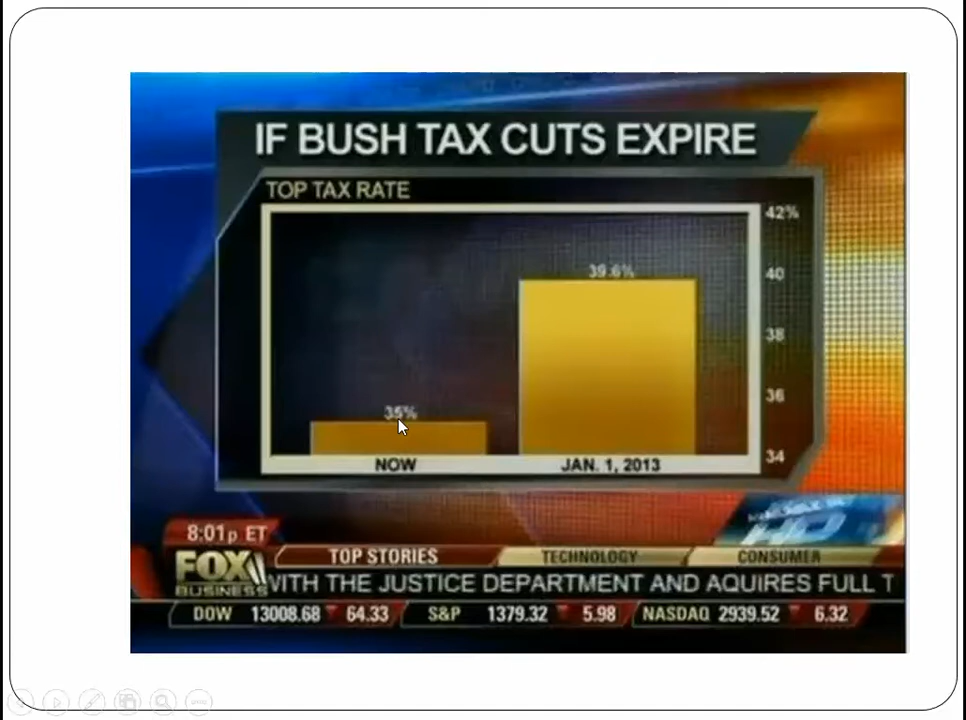 IF BUSH TAX CUTS EXPIRE
TOP TAX RATE
42%
40
38
36
34
35%
39.6%
NOW
JAN. 1, 2013
8:01p ET
FOX
BUSINESS
TOP STORIES
TECHNOLOGY
CONSUMER
WITH THE JUSTICE DEPARTMENT AND AQUIRES FULL T
DOW 13008.68 64.33 S&P 1379.32 5.98 NASDAQ 2939.52 6.32
HD